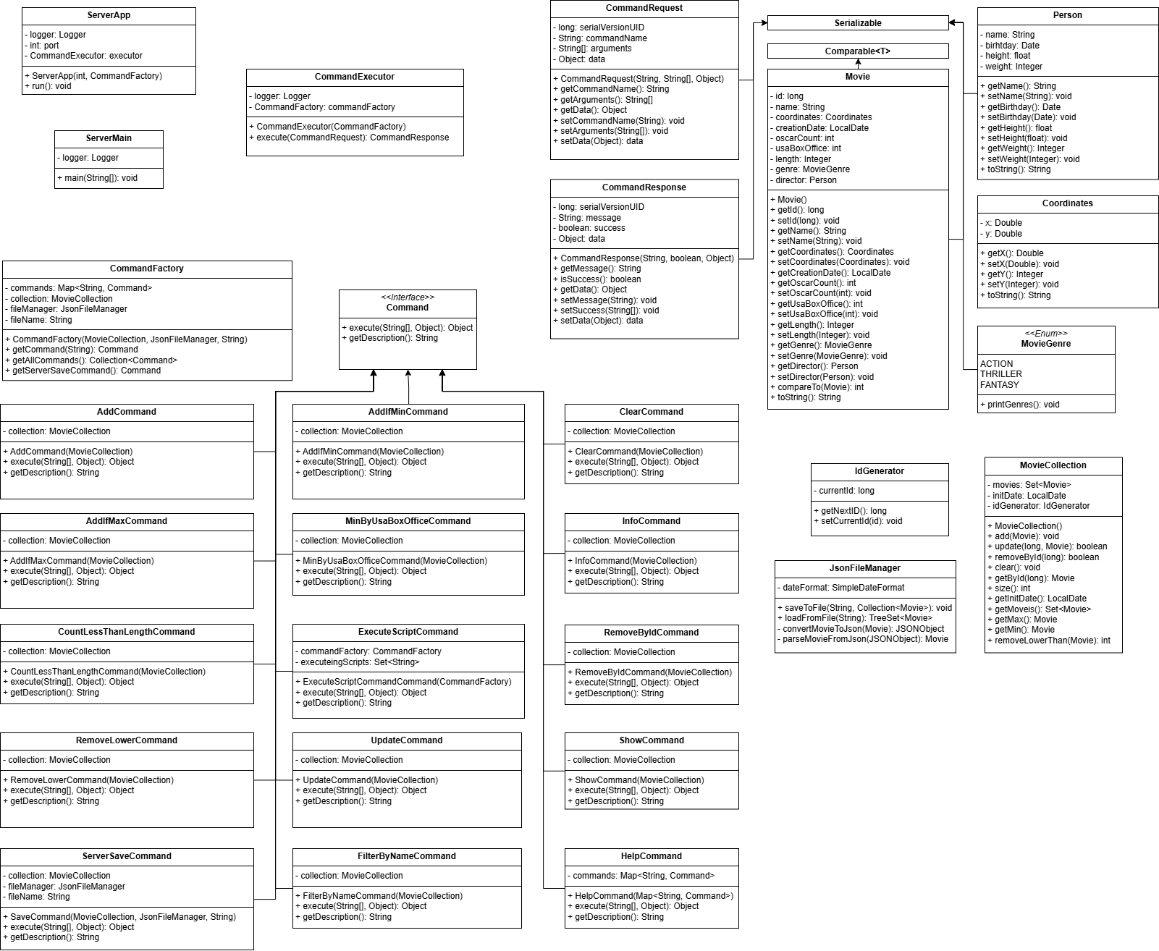 ServerApp
- logger: Logger
- int: port
- CommandExecutor: executor
+ ServerApp(int, CommandFactory)
+ run(): void
ServerMain
- logger: Logger
+ main(String[]): void
CommandExecutor
- logger: Logger
- CommandFactory: commandFactory
+ CommandExecutor(CommandFactory)
+ execute(CommandRequest): CommandResponse
CommandRequest
- long: serialVersionUID
- String: commandName
- String[]: arguments
- Object: data
+ CommandRequest(String, String[], Object)
+ getCommandName(): String
+ getArguments(): String[]
+ getData(): Object
+ setCommandName(String): void
+ setArguments(String[]): void
+ setData(Object): data
CommandResponse
- long: serialVersionUID
- String: message
- boolean: success
- Object: data
+ CommandResponse(String, boolean, Object)
+ getMessage(): String
+ isSuccess(): boolean
+ getData(): Object
+ setMessage(String): void
+ setSuccess(String[]): void
+ setData(Object): data
Serializable
Comparable<T>
Movie
- id: long
- name: String
- coordinates: Coordinates
- creationDate: LocalDate
- oscarCount: int
- usaBoxOffice: int
- length: Integer
- genre: MovieGenre
- director: Person
+ Movie()
+ getId(): long
+ setId(long): void
+ getName(): String
+ setName(String): void
+ getCoordinates(): Coordinates
+ setCoordinates(Coordinates): void
+ getCreationDate(): LocalDate
+ getOscarCount(): int
+ setOscarCount(int): void
+ getUsaBoxOffice(): int
+ setUsaBoxOffice(int): void
+ getLength(): Integer
+ setLength(Integer): void
+ getGenre(): MovieGenre
+ setGenre(MovieGenre): void
+ getDirector(): Person
+ setDirector(Person): void
+ compareTo(Movie): int
+ toString(): String
Person
- name: String
- birhtday: Date
- height: float
- weight: Integer
+ getName(): String
+ setName(String): void
+ getBirthday(): Date
+ setBirthday(Date): void
+ getHeight(): float
+ setHeight(float): void
+ getWeight(): Integer
+ setWeight(Integer): void
+ toString(): String
Coordinates
- x: Double
- y: Double
+ getX(): Double
+ setX(Double): void
+ getY(): Integer
+ setY(Integer): void
+ toString(): String
<<Enum>>
MovieGenre
ACTION
THRILLER
FANTASY
+ printGenres(): void
CommandFactory
- commands: Map<String, Command>
- collection: MovieCollection
- fileManager: JsonFileManager
- fileName: String
+ CommandFactory(MovieCollection, JsonFileManager, String)
+ getCommand(String): Command
+ getAllCommands(): Collection<Command>
+ getServerSaveCommand(): Command
<<Interface>>
Command
+ execute(String[], Object): Object
+ getDescription(): String
AddCommand
- collection: MovieCollection
+ AddCommand(MovieCollection)
+ execute(String[], Object): Object
+ getDescription(): String
AddIfMinCommand
- collection: MovieCollection
+ AddIfMinCommand(MovieCollection)
+ execute(String[], Object): Object
+ getDescription(): String
ClearCommand
- collection: MovieCollection
+ ClearCommand(MovieCollection)
+ execute(String[], Object): Object
+ getDescription(): String
AddIfMaxCommand
- collection: MovieCollection
+ AddIfMaxCommand(MovieCollection)
+ execute(String[], Object): Object
+ getDescription(): String
MinByUsaBoxOfficeCommand
- collection: MovieCollection
+ MinByUsaBoxOfficeCommand(MovieCollection)
+ execute(String[], Object): Object
+ getDescription(): String
InfoCommand
- collection: MovieCollection
+ InfoCommand(MovieCollection)
+ execute(String[], Object): Object
+ getDescription(): String
CountLessThanLengthCommand
- collection: MovieCollection
+ CountLessThanLengthCommand(MovieCollection)
+ execute(String[], Object): Object
+ getDescription(): String
ExecuteScriptCommand
- commandFactory: CommandFactory
- executeingScripts: Set<String>
+ ExecuteScriptCommandCommand(CommandFactory)
+ execute(String[], Object): Object
+ getDescription(): String
RemoveByIdCommand
- collection: MovieCollection
+ RemoveByIdCommand(MovieCollection)
+ execute(String[], Object): Object
+ getDescription(): String
RemoveLowerCommand
- collection: MovieCollection
+ RemoveLowerCommand(MovieCollection)
+ execute(String[], Object): Object
+ getDescription(): String
UpdateCommand
- collection: MovieCollection
+ UpdateCommand(MovieCollection)
+ execute(String[], Object): Object
+ getDescription(): String
ShowCommand
- collection: MovieCollection
+ ShowCommand(MovieCollection)
+ execute(String[], Object): Object
+ getDescription(): String
ServerSaveCommand
- collection: MovieCollection
- fileManager: JsonFileManager
- fileName: String
+ SaveCommand(MovieCollection, JsonFileManager, String)
+ execute(String[], Object): Object
+ getDescription(): String
FilterByNameCommand
- collection: MovieCollection
+ FilterByNameCommand(MovieCollection)
+ execute(String[], Object): Object
+ getDescription(): String
HelpCommand
- commands: Map<String, Command>
+ HelpCommand(Map<String, Command>)
+ execute(String[], Object): Object
+ getDescription(): String
IdGenerator
- currentId: long
+ getNextID(): long
+ setCurrentId(id): void
JsonFileManager
- dateFormat: SimpleDateFormat
+ saveToFile(String, Collection<Movie>): void
+ loadFromFile(String): TreeSet<Movie>
- convertMovieToJson(Movie): JSONObject
- parseMovieFromJson(JSONObject): Movie
MovieCollection
- movies: Set<Movie>
- initDate: LocalDate
- idGenerator: IdGenerator
+ MovieCollection()
+ add(Movie): void
+ update(long, Movie): boolean
+ removeById(long): boolean
+ clear(): void
+ getById(long): Movie
+ size(): int
+ getInitDate(): LocalDate
+ getMoveis(): Set<Movie>
+ getMax(): Movie
+ getMin(): Movie
+ removeLowerThan(Movie): int